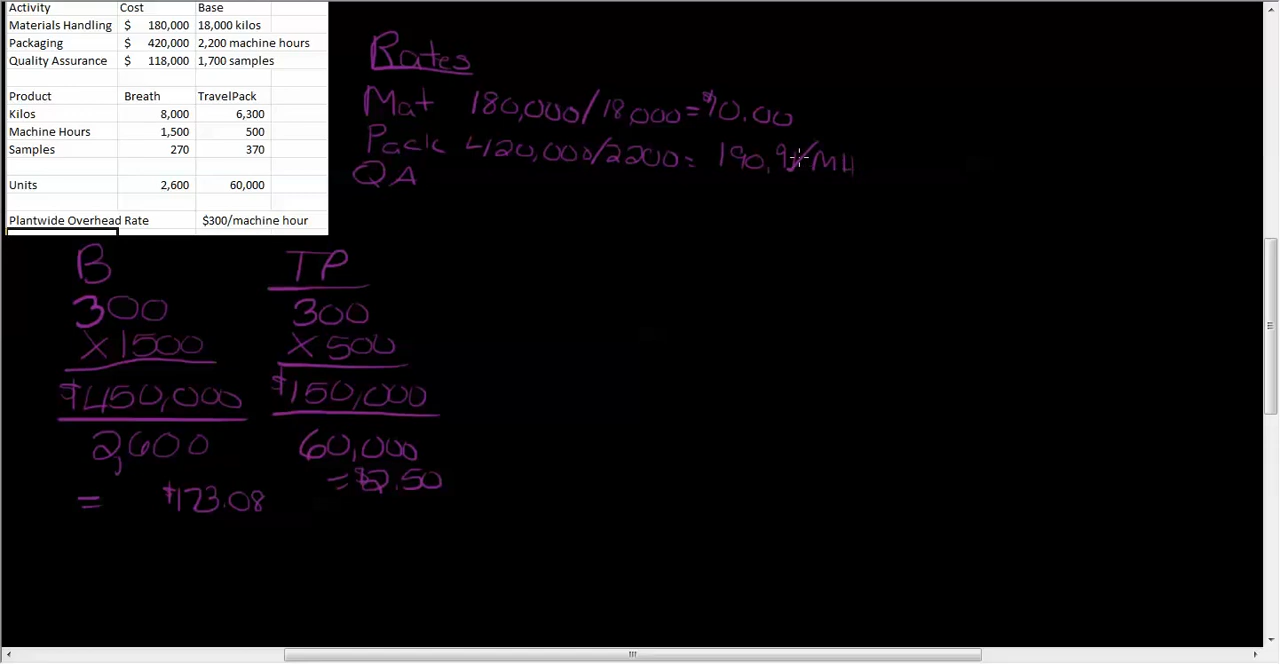 Activity Cost Base
Materials Handling $ 180,000 18,000 kilos
Packaging $ 420,000 2,200 machine hours
Quality Assurance $ 118,000 1,700 samples
Product Breath TravelPack
Kilos 8,000 6,300
Machine Hours 1,500 500
Samples 270 370
Units 2,600 60,000
Plantwide Overhead Rate $300/machine hour
Rates
Mat 180,000/18,000=$10.00
Pack 420,000/2200= 190.91/MH
QA
B
300
X1500
$450,000
2,600
= $173.08
TP
300
X500
$150,000
60,000
=$2.50